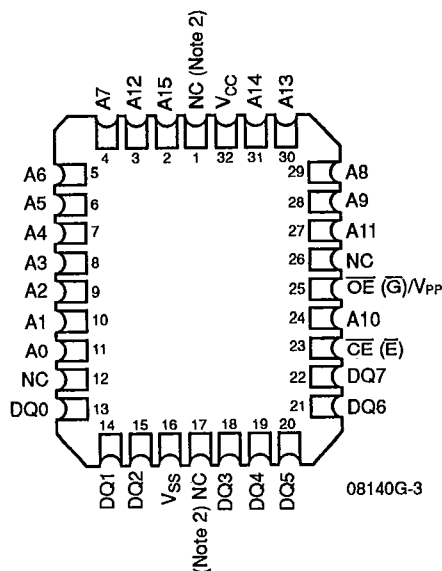 A7
A12
A15
NC (Note 2)
VCC
A14
A13
4
3
2
1
32
31
30
A6
5
A5
6
A4
7
A3
8
A2
9
A1
10
A0
11
NC
12
DQ0
13
29
A8
28
A9
27
A11
26
NC
25
OE (G)/VPP
24
A10
23
CE (E)
22
DQ7
21
DQ6
14
15
16
17
18
19
20
DQ1
DQ2
VSS
(Note 2) NC
DQ3
DQ4
DQ5
08140G-3